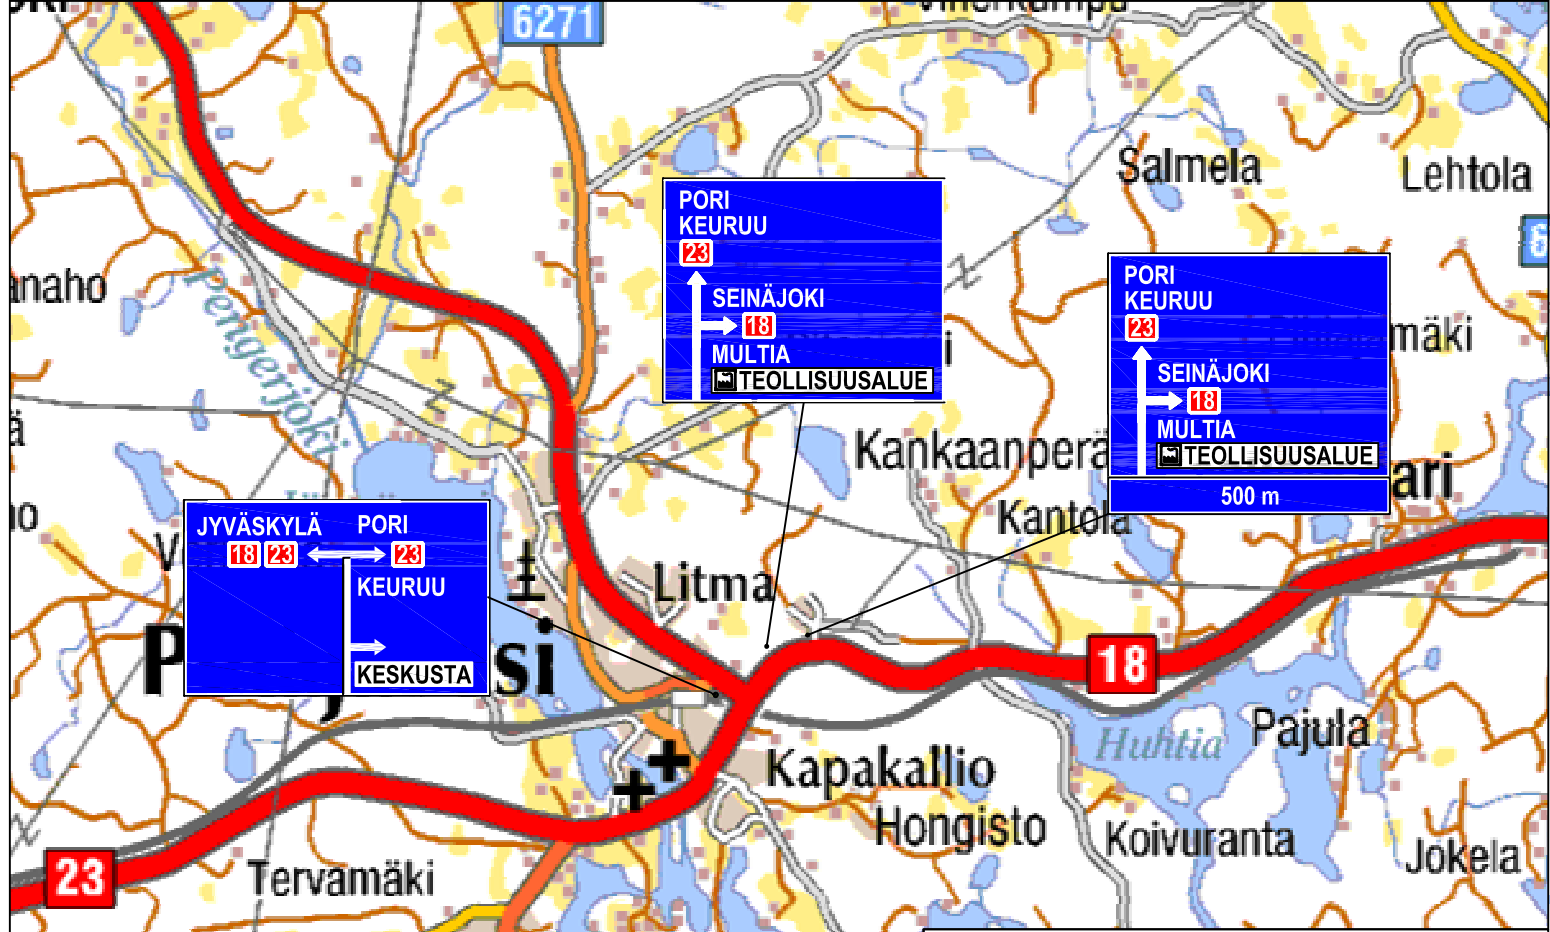 6271
Salmela
Lehtola
PORI
KEURUU
23
SEINÄJOKI
18
MULTIA
TEOLLISUUSALUE
PORI
KEURUU
23
SEINÄJOKI
18
MULTIA
TEOLLISUUSALUE
500 m
anaho
Pengerjoki
mäki
Kankaanperä
Kantola
ari
JYVÄSKYLÄ PORI
18 23 23
KEURUU
KESKUSTA
Litma
si
18
Pajula
Huhtia
Kapakallio
Hongisto
Koivuranta
Jokela
23
Tervamäki